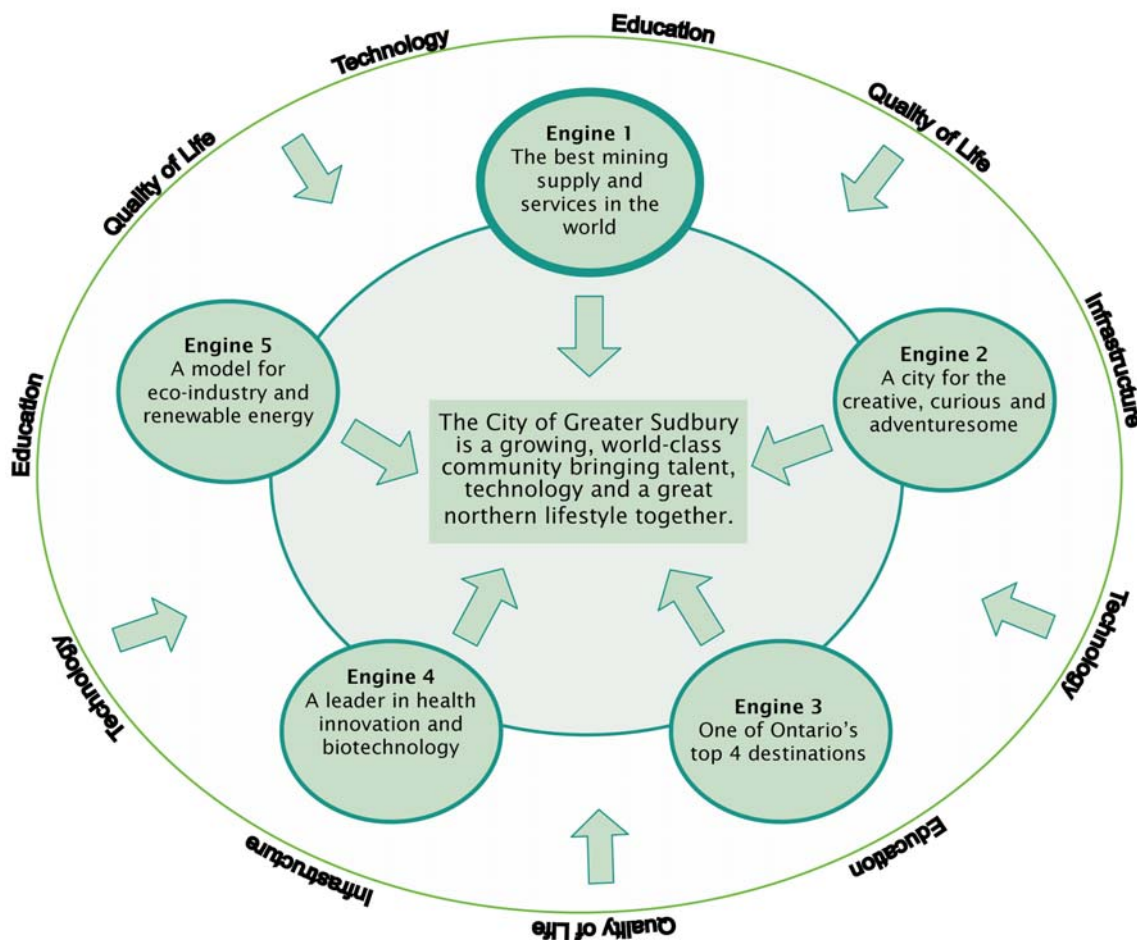 Technology
Education
Quality of Life
Quality of Life
Engine 1
The best mining
supply and
services in the
world
Infrastructure
Engine 5
A model for
eco-industry and
renewable energy
Engine 2
A city for the
creative, curious and
adventuresome
Education
The City of Greater Sudbury
is a growing, world-class
community bringing talent,
technology and a great
northern lifestyle together.
Technology
Technology
Engine 4
A leader in health
innovation and
biotechnology
Engine 3
One of Ontario's
top 4 destinations
Infrastructure
Education
Quality of Life